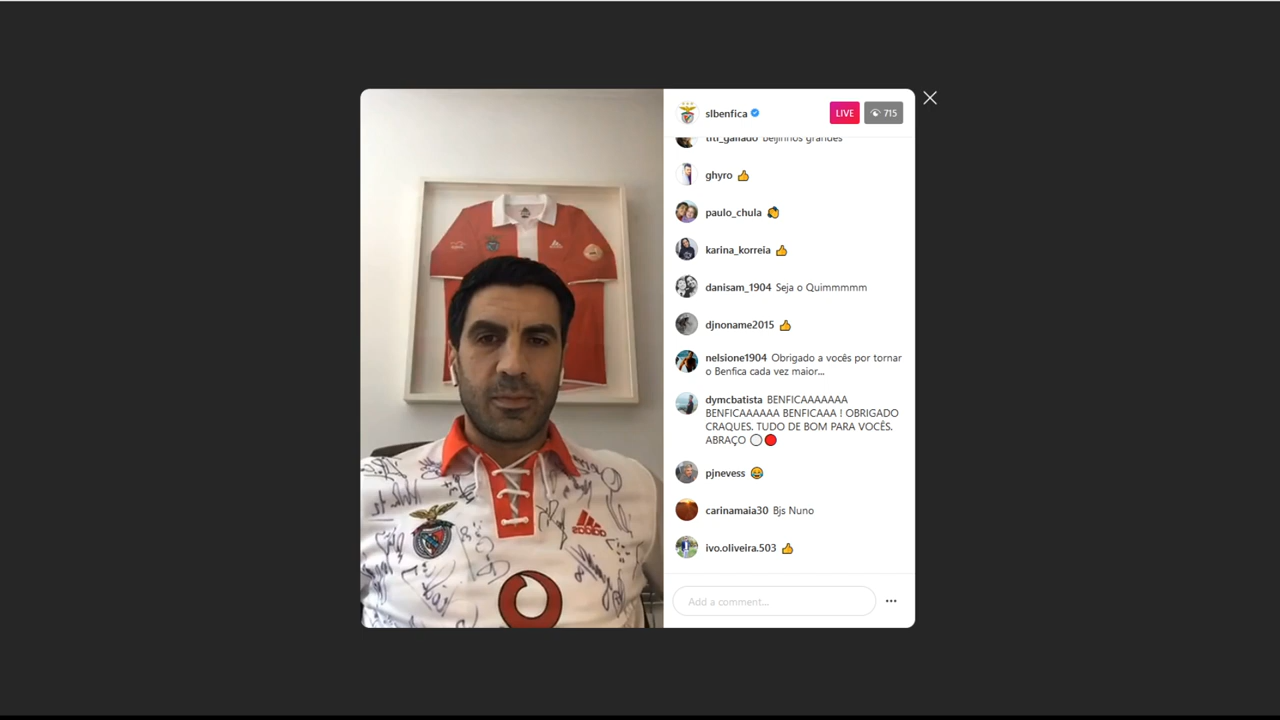 slbenfica
LIVE
715
titi_gallado beijinhos grandes
ghyro 👍
paulo_chula 👏
karina_korreia 👍
danisam_1904 Seja o Quimmmmm
djnoname2015 👍
nelsione1904 Obrigado a vocês por tornar
o Benfica cada vez maior...
dymcbatista BENFICAAAAAAA
BENFICAAAAAA BENFICAAA ! OBRIGADO
CRAQUES. TUDO DE BOM PARA VOCÊS.
ABRAÇO ⚪🔴
pjnevess 😂
carinamaia30 Bjs Nuno
ivo.oliveira.503 👍
Add a comment...